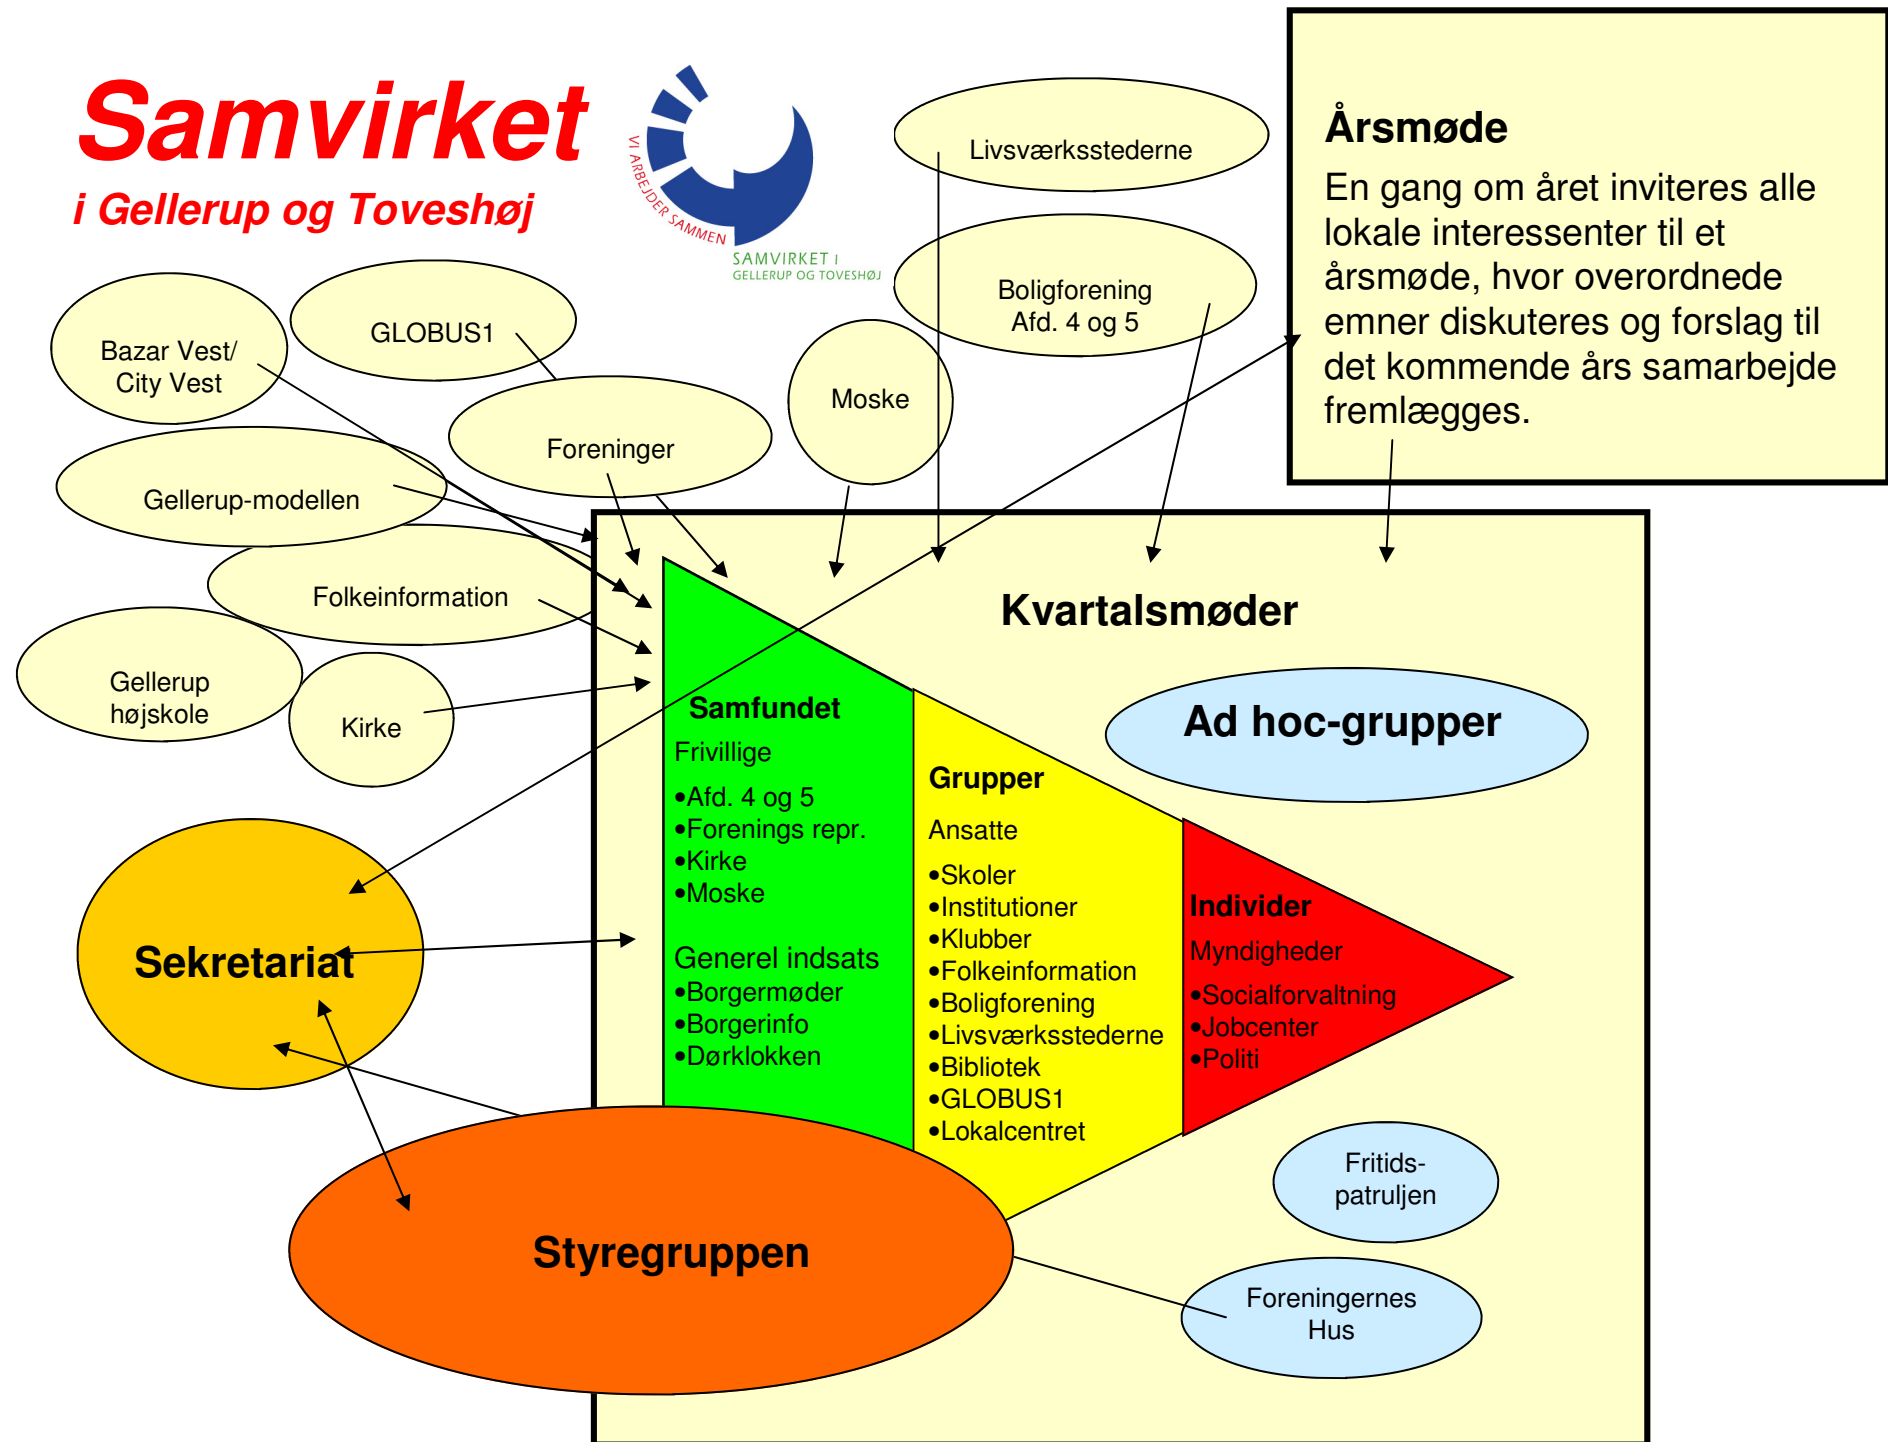 Samvirket
i Gellerup og Toveshøj
VI ARBEJDER SAMMEN
SAMVIRKET I
GELLERUP OG TOVESHØJ
Livsværksstederne
Boligforening
Afd. 4 og 5
Årsmøde
En gang om året inviteres alle
lokale interessenter til et
årsmøde, hvor overordnede
emner diskuteres og forslag til
det kommende års samarbejde
fremlægges.
Bazar Vest/
City Vest
GLOBUS1
Foreninger
Moske
Gellerup-modellen
Folkeinformation
Gellerup
højskole
Kirke
Kvartalsmøder
Ad hoc-grupper
Samfundet
Frivillige
•Afd. 4 og 5
•Forenings repr.
•Kirke
•Moske
Generel indsats
•Borgermøder
•Borgerinfo
•Dørklokken
Grupper
Ansatte
•Skoler
•Institutioner
•Klubber
•Folkeinformation
•Boligforening
•Livsværksstederne
•Bibliotek
•GLOBUS1
•Lokalcentret
Individer
Myndigheder
•Socialforvaltning
•Jobcenter
•Politi
Sekretariat
Styregruppen
Fritids-
patruljen
Foreningernes
Hus